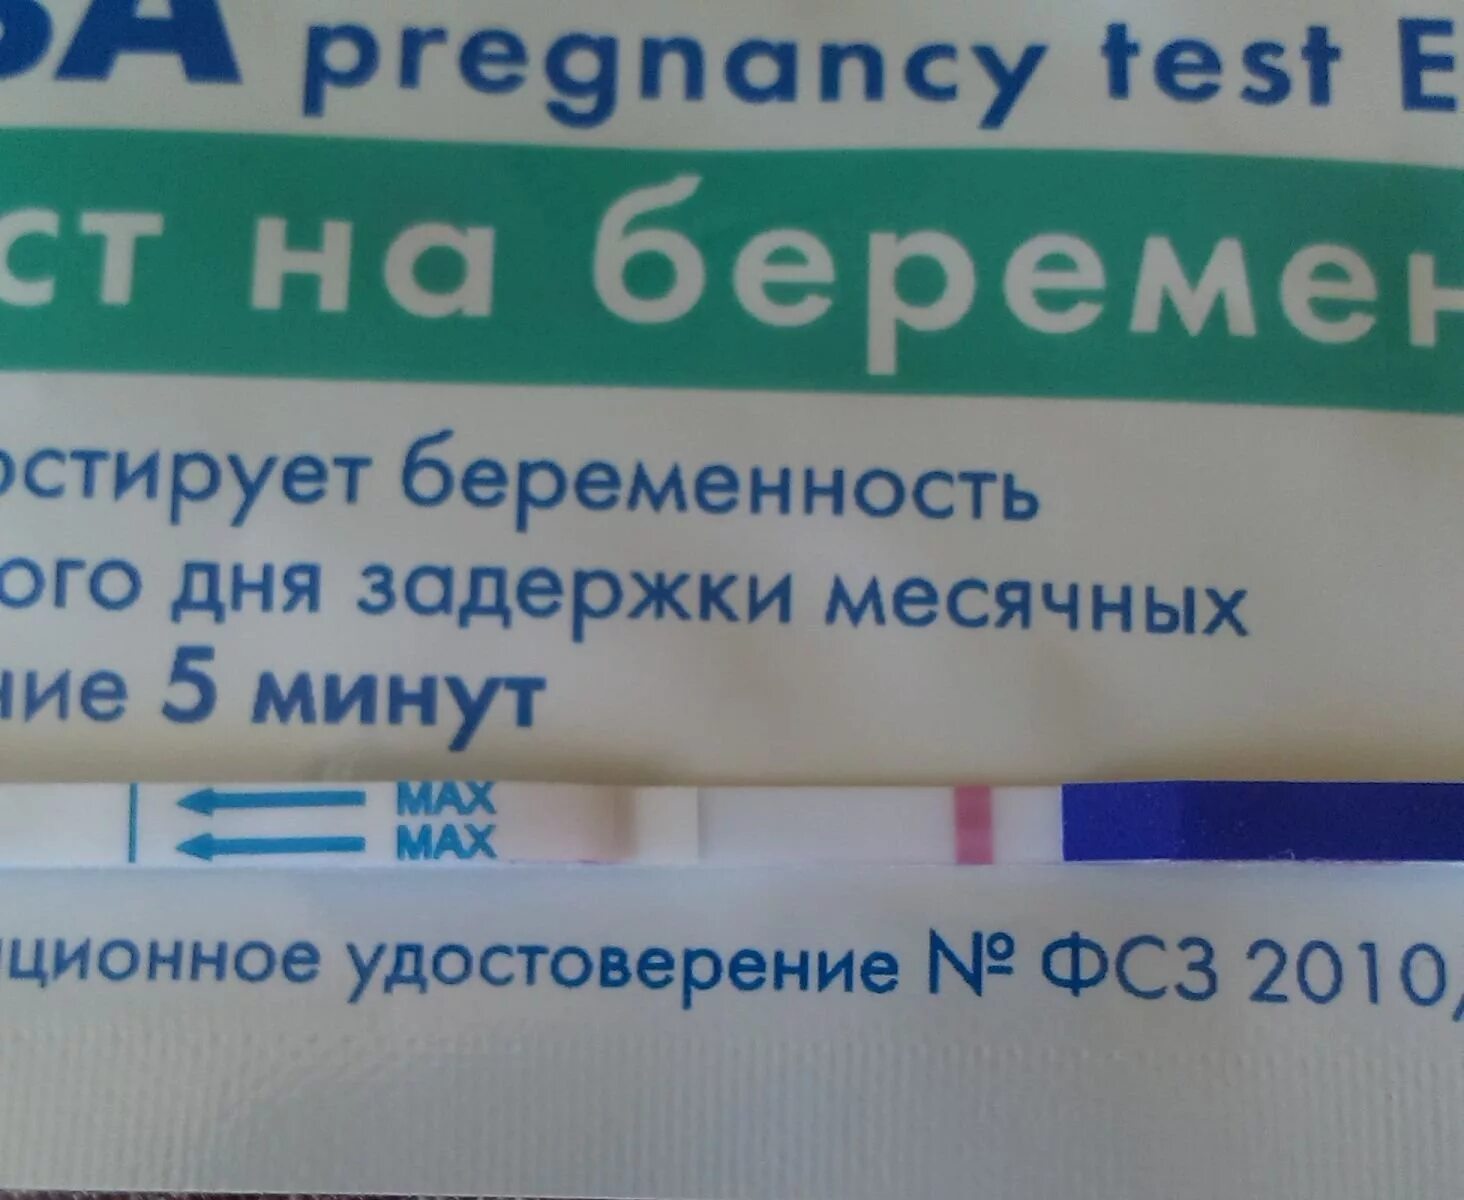 SA pregnancy test E
ст на беремен
остирует беременность
ого дня задержки месячных
ние 5 минут
MAX
MAX
ционное удостоверение № ФСЗ 2010/